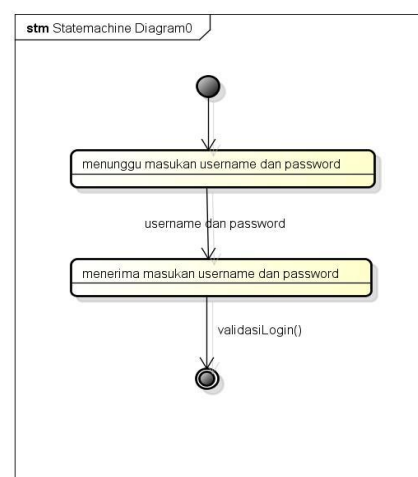 stm Statemachine Diagram0
menunggu masukan username dan password
username dan password
menerima masukan username dan password
validasiLogin()